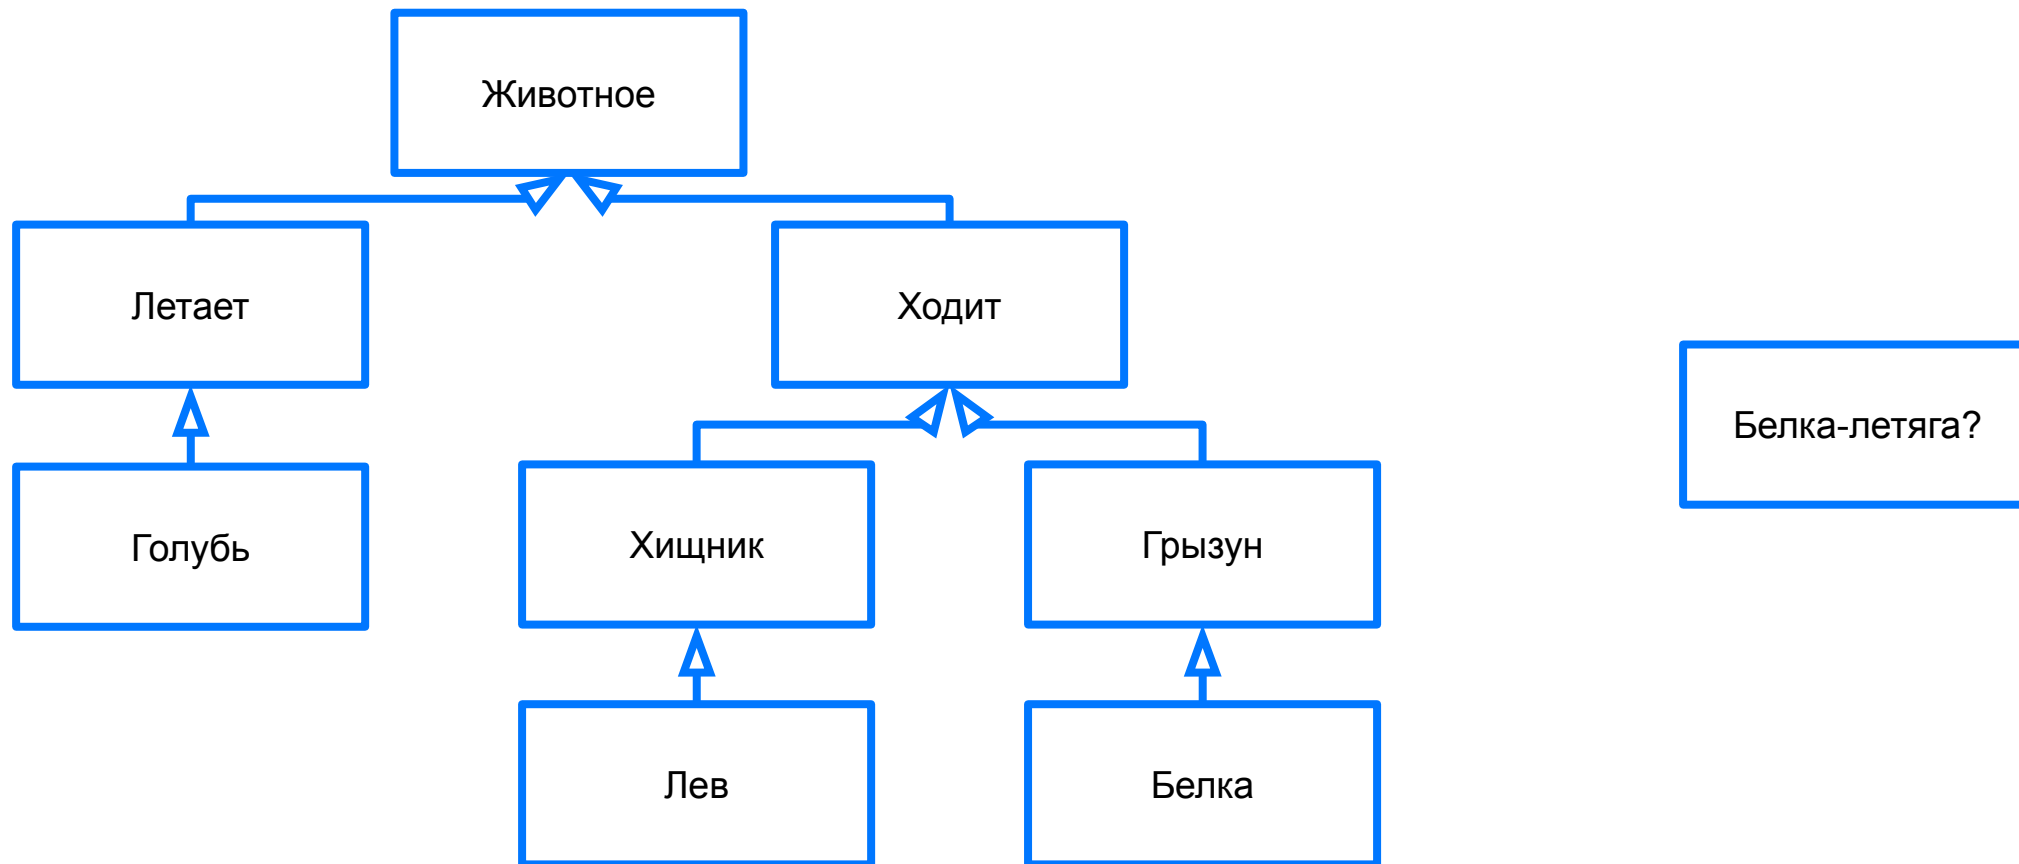 Животное
Летает
Ходит
Белка-летяга?
Голубь
Хищник
Грызун
Лев
Белка